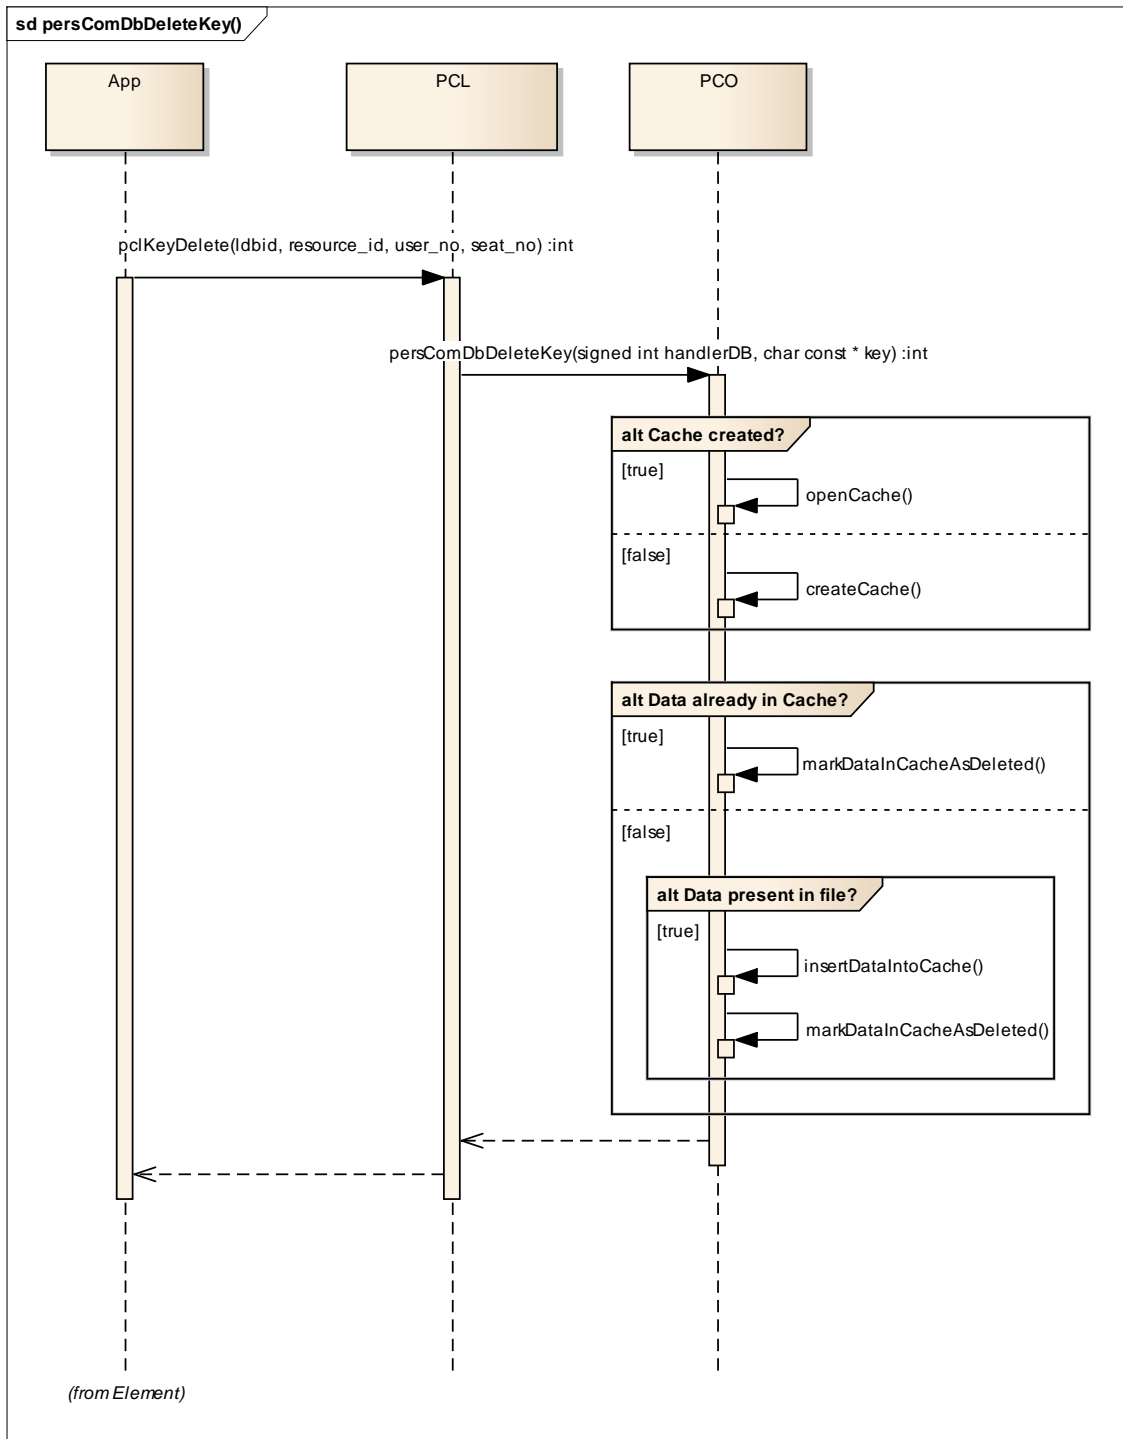 sd persComDbDeleteKey()
App
PCL
PCO
pclKeyDelete(ldbid, resource_id, user_no, seat_no) :int
persComDbDeleteKey(signed int handlerDB, char const * key) :int
alt Cache created?
[true]
openCache()
[false]
createCache()
alt Data already in Cache?
[true]
markDataInCacheAsDeleted()
[false]
alt Data present in file?
[true]
insertDataIntoCache()
markDataInCacheAsDeleted()
(from Element)